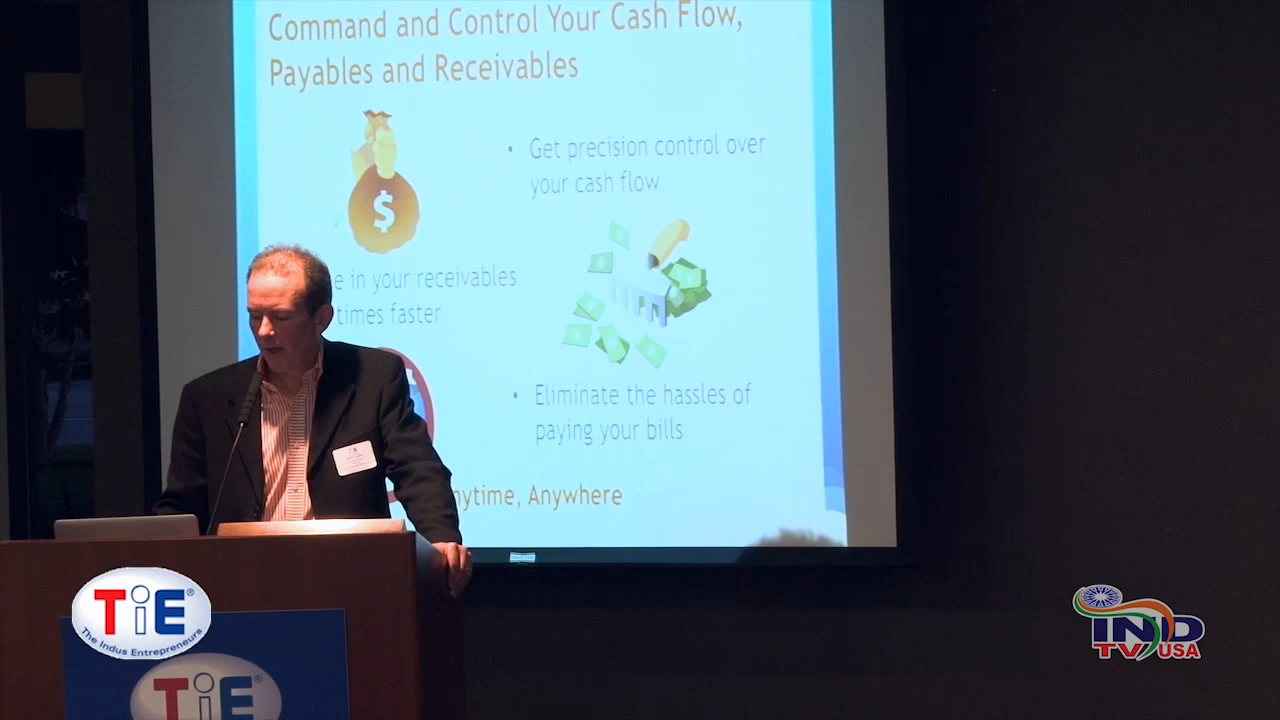 Command and Control Your Cash Flow,
Payables and Receivables
$
• Get precision control over
your cash flow
in your receivables
times faster
• Eliminate the hassles of
paying your bills
Anywhere
TiE®
The Indus Entrepreneurs
TiE®
IND
TV USA